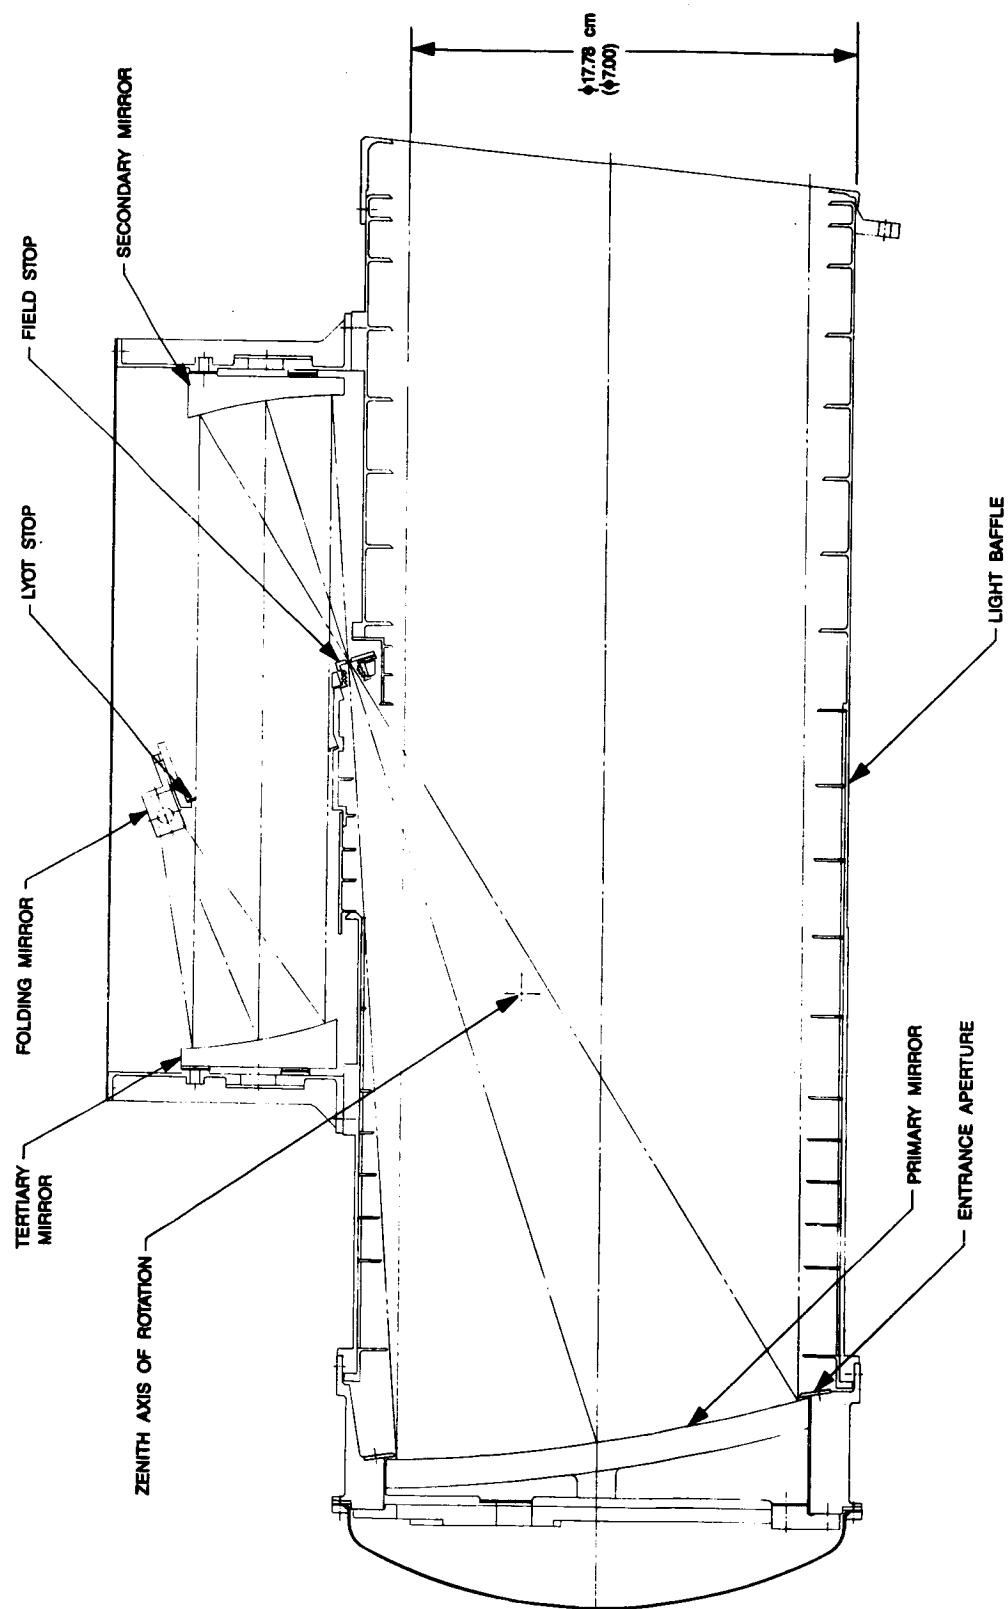 TERTIARY
MIRROR
FOLDING MIRROR
LYOT STOP
FIELD STOP
SECONDARY MIRROR
ZENITH AXIS OF ROTATION
ϕ17.78 cm
(ϕ7.00)
PRIMARY MIRROR
ENTRANCE APERTURE
LIGHT BAFFLE